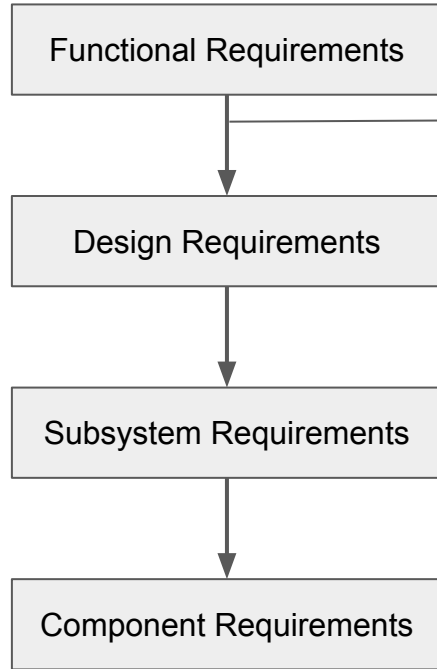 Functional Requirements
Design Requirements
Subsystem Requirements
Component Requirements